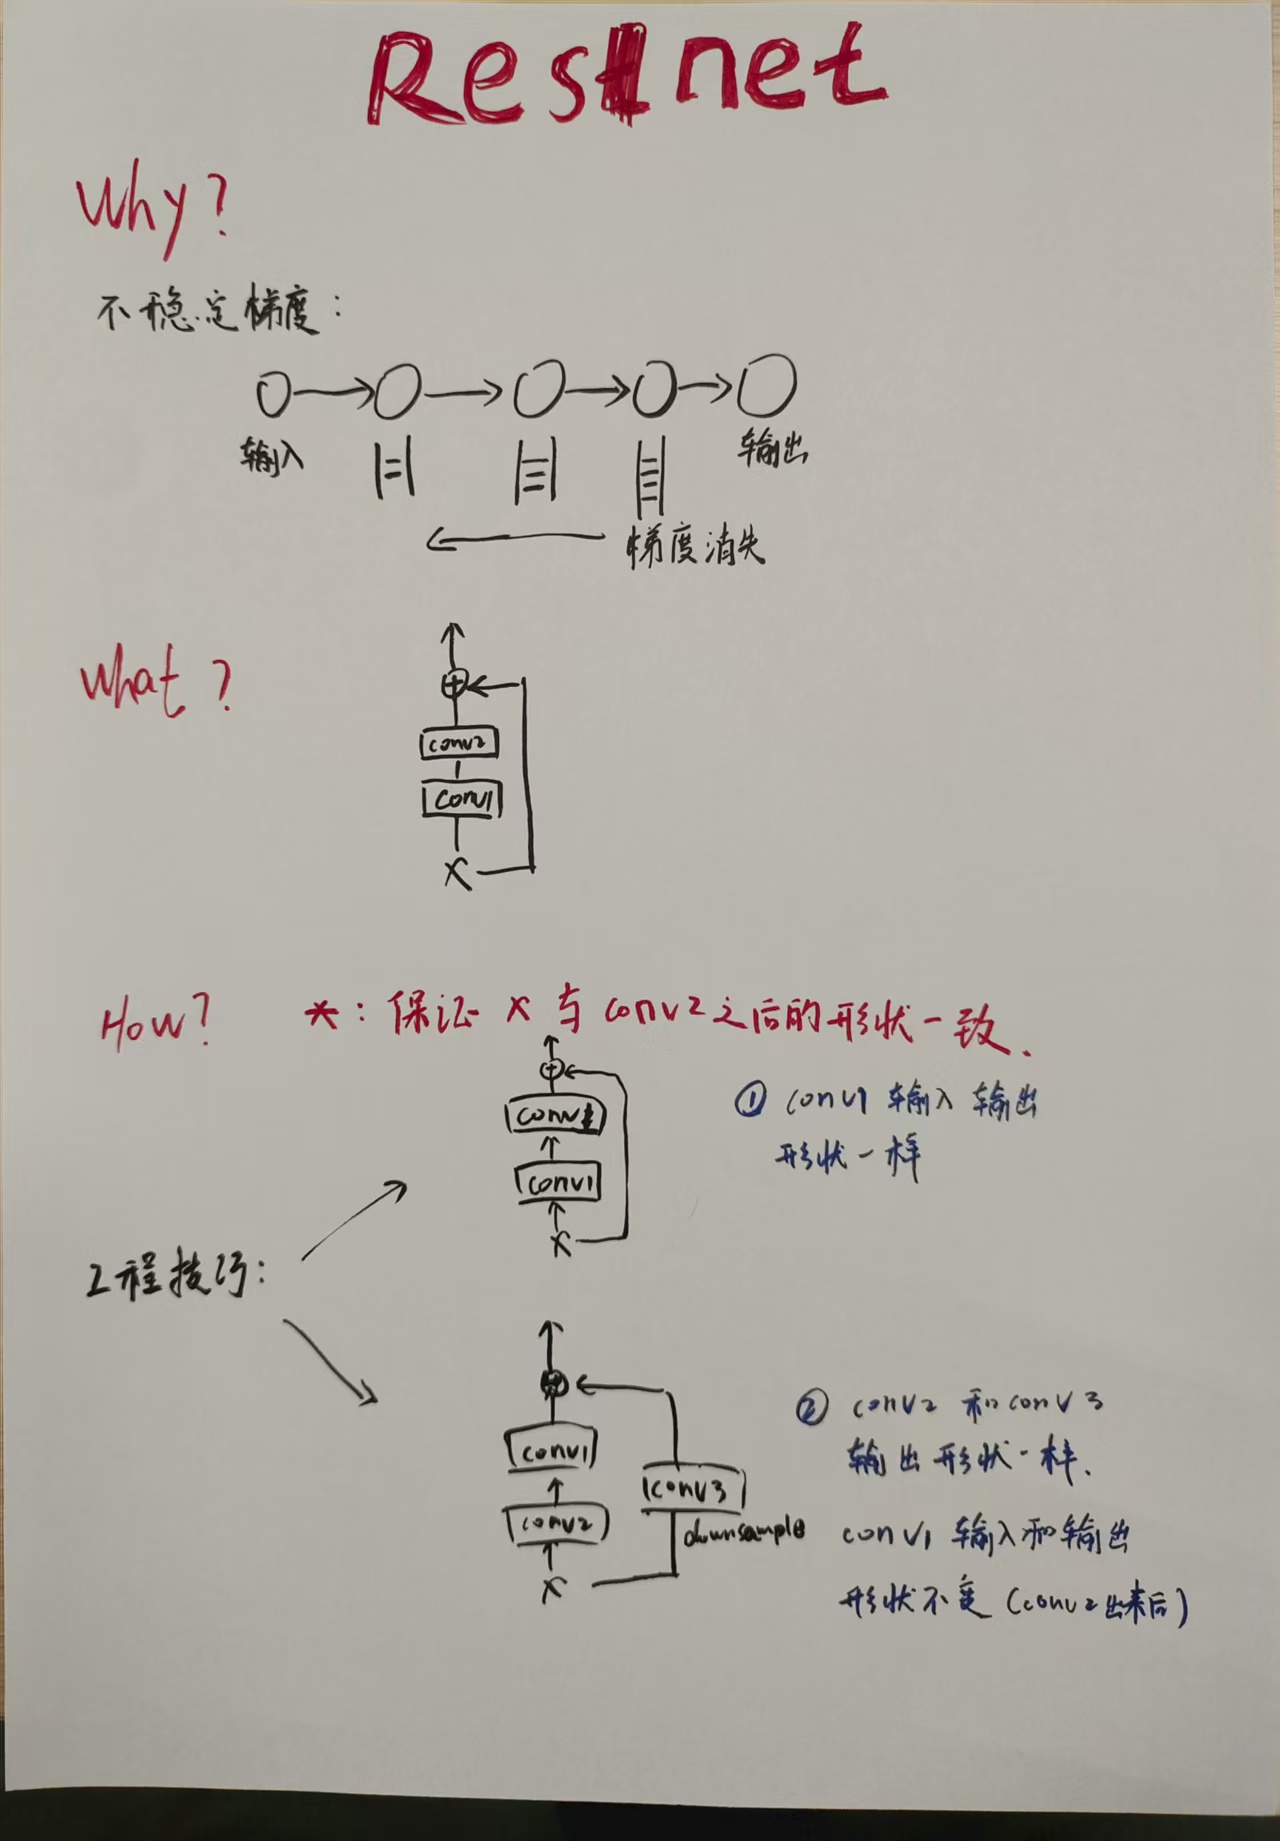 Resnet
Why?
不稳定梯度:
输入
输出
梯度消失
What?
conv2
conv1
x
How? *: 保证 x 与 conv2 之后的形状一致.
① conv1 输入输出
形状一样
conv1
conv1
x
工程技巧:
② conv2 和 conv3
输出形状一样.
conv1 输入和输出
形状不变 (conv2出来后)
conv1
conv3
conv2
downsample
x